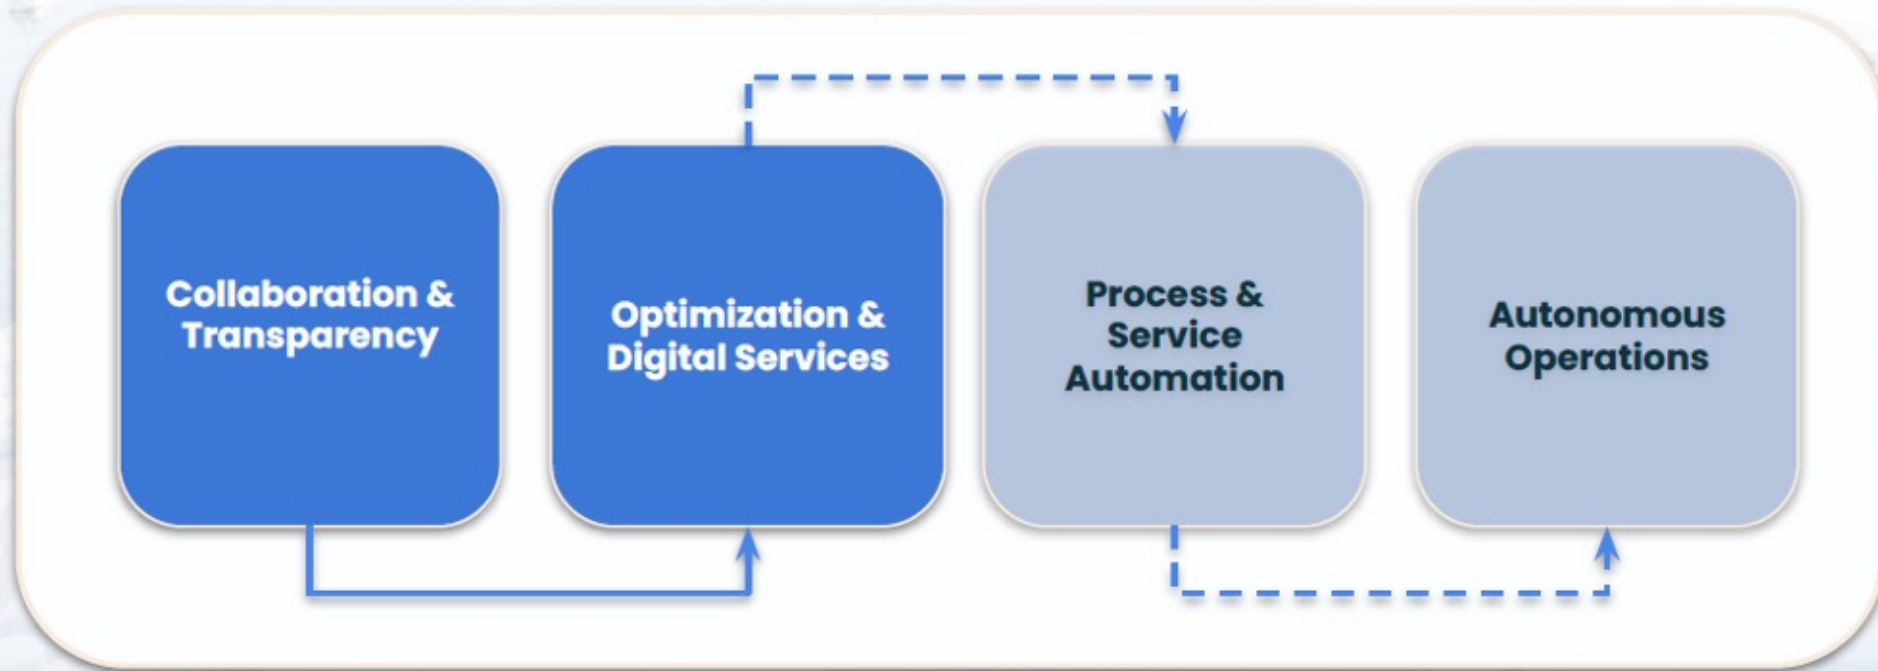 Collaboration &
Transparency
Optimization &
Digital Services
Process &
Service
Automation
Autonomous
Operations